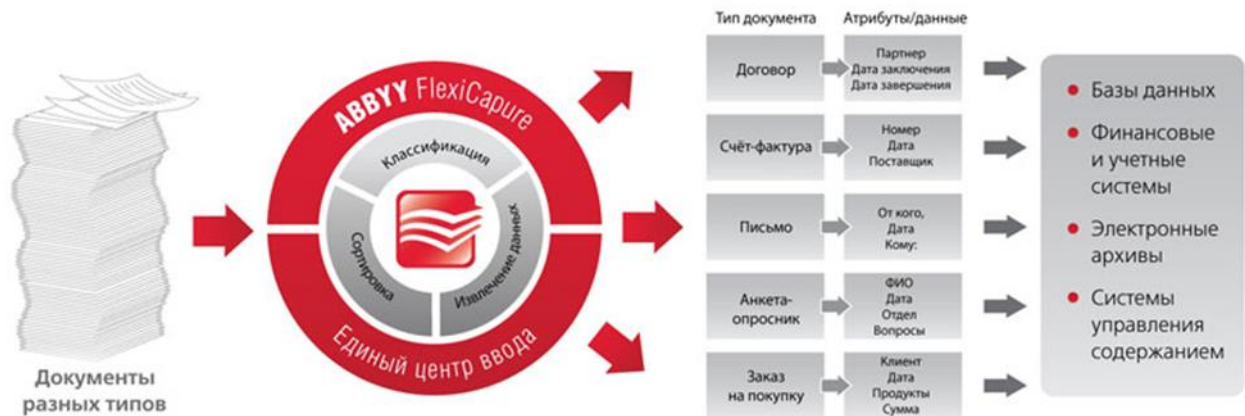 Документы
разных типов
ABBYY FlexiCapure
Классификация
Сортировка
Извлечение данных
Единый центр ввода
Тип документа
Атрибуты/данные
Договор
Партнер
Дата заключения
Дата завершения
Счёт-фактура
Номер
Дата
Поставщик
Письмо
От кого,
Дата
Кому:
Анкета-
опросник
ФИО
Дата
Отдел
Вопросы
Заказ
на покупку
Клиент
Дата
Продукты
Сумма
• Базы данных
• Финансовые
и учетные
системы
• Электронные
архивы
• Системы
управления
содержанием